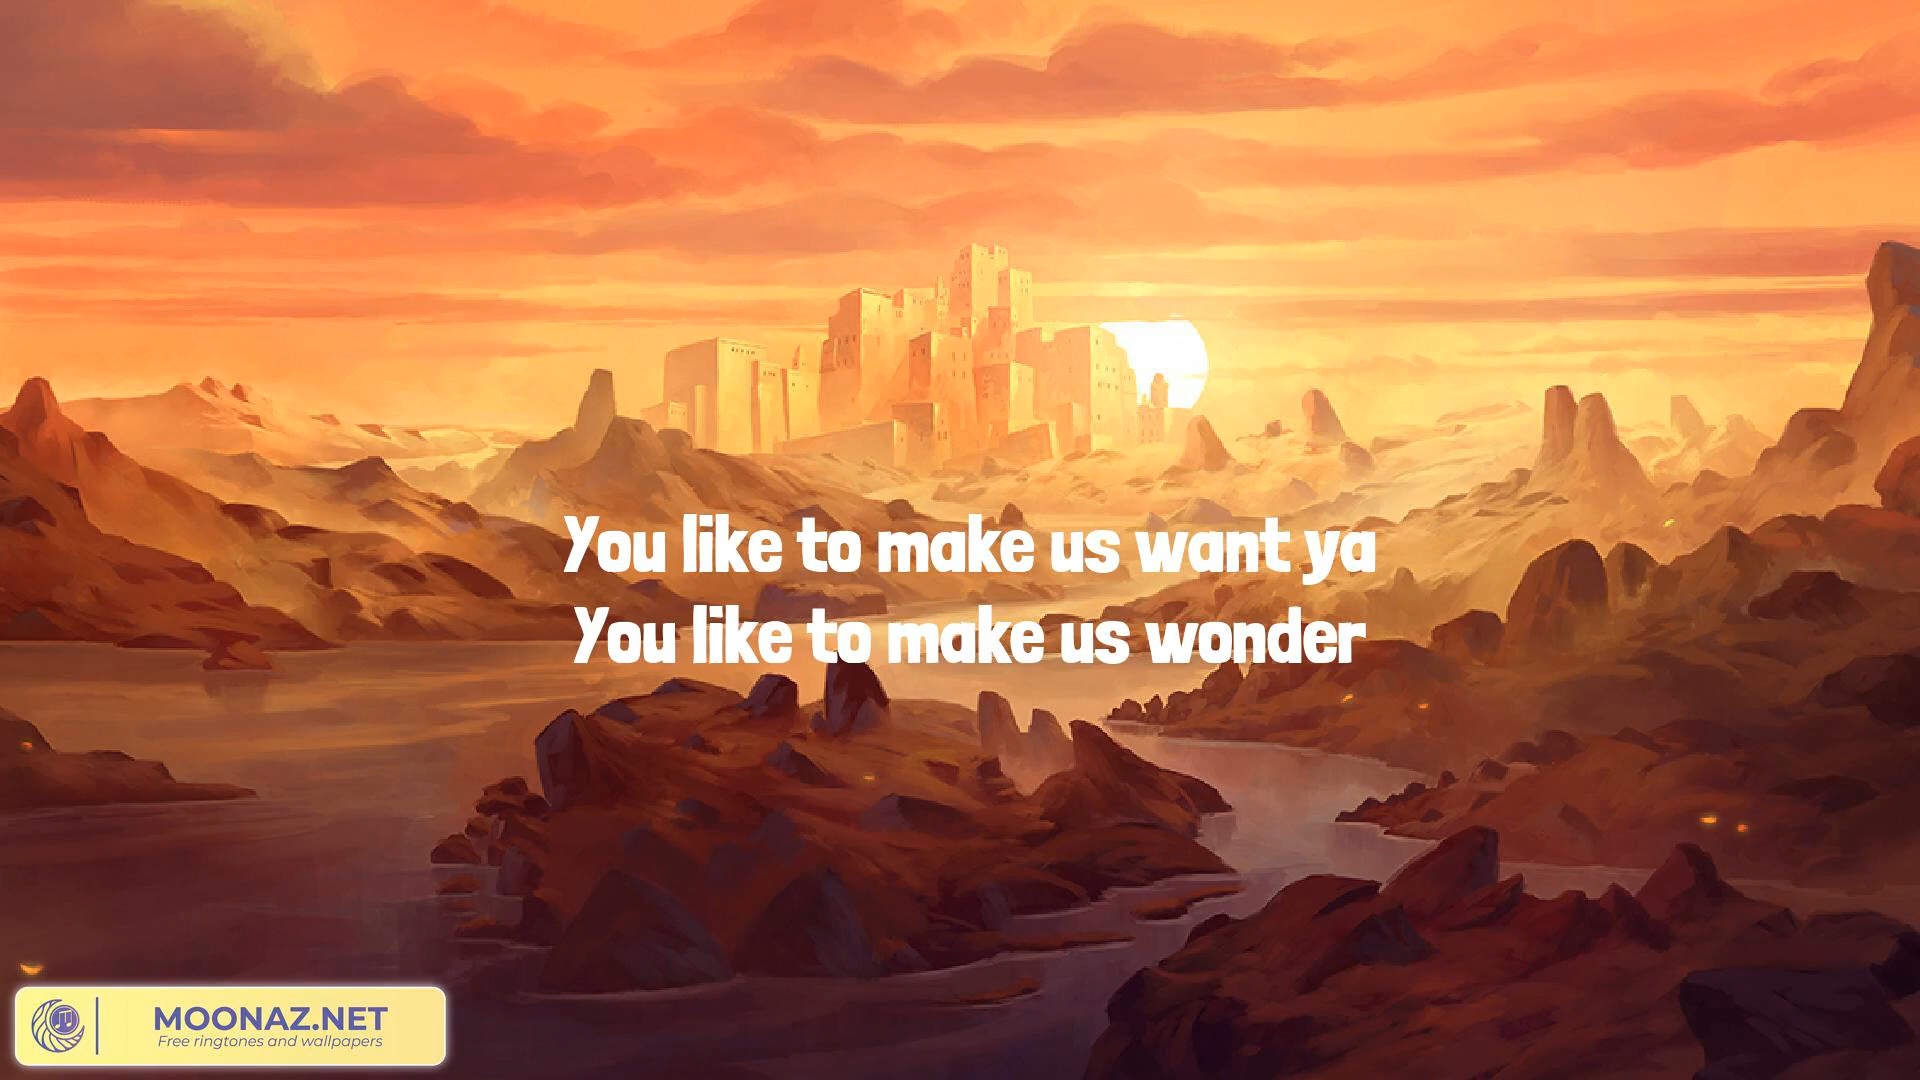 You like to make us want ya
You like to make us wonder
MOONAZ.NET
Free ringtones and wallpapers